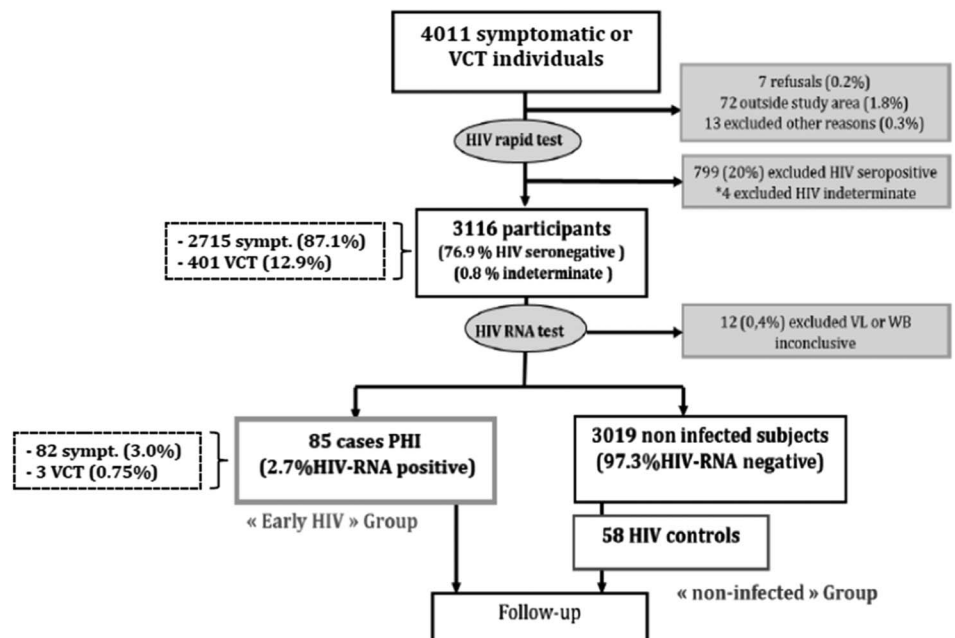 4011 symptomatic or
VCT individuals
7 refusals (0.2%)
72 outside study area (1.8%)
13 excluded other reasons (0.3%)
HIV rapid test
799 (20%) excluded HIV seropositive
*4 excluded HIV indeterminate
3116 participants
(76.9 % HIV seronegative )
(0.8 % indeterminate )
- 2715 sympt. (87.1%)
- 401 VCT (12.9%)
HIV RNA test
12 (0,4%) excluded VL or WB
inconclusive
85 cases PHI
(2.7%HIV-RNA positive)
3019 non infected subjects
(97.3%HIV-RNA negative)
- 82 sympt. (3.0%)
- 3 VCT (0.75%)
« Early HIV » Group
58 HIV controls
« non-infected » Group
Follow-up